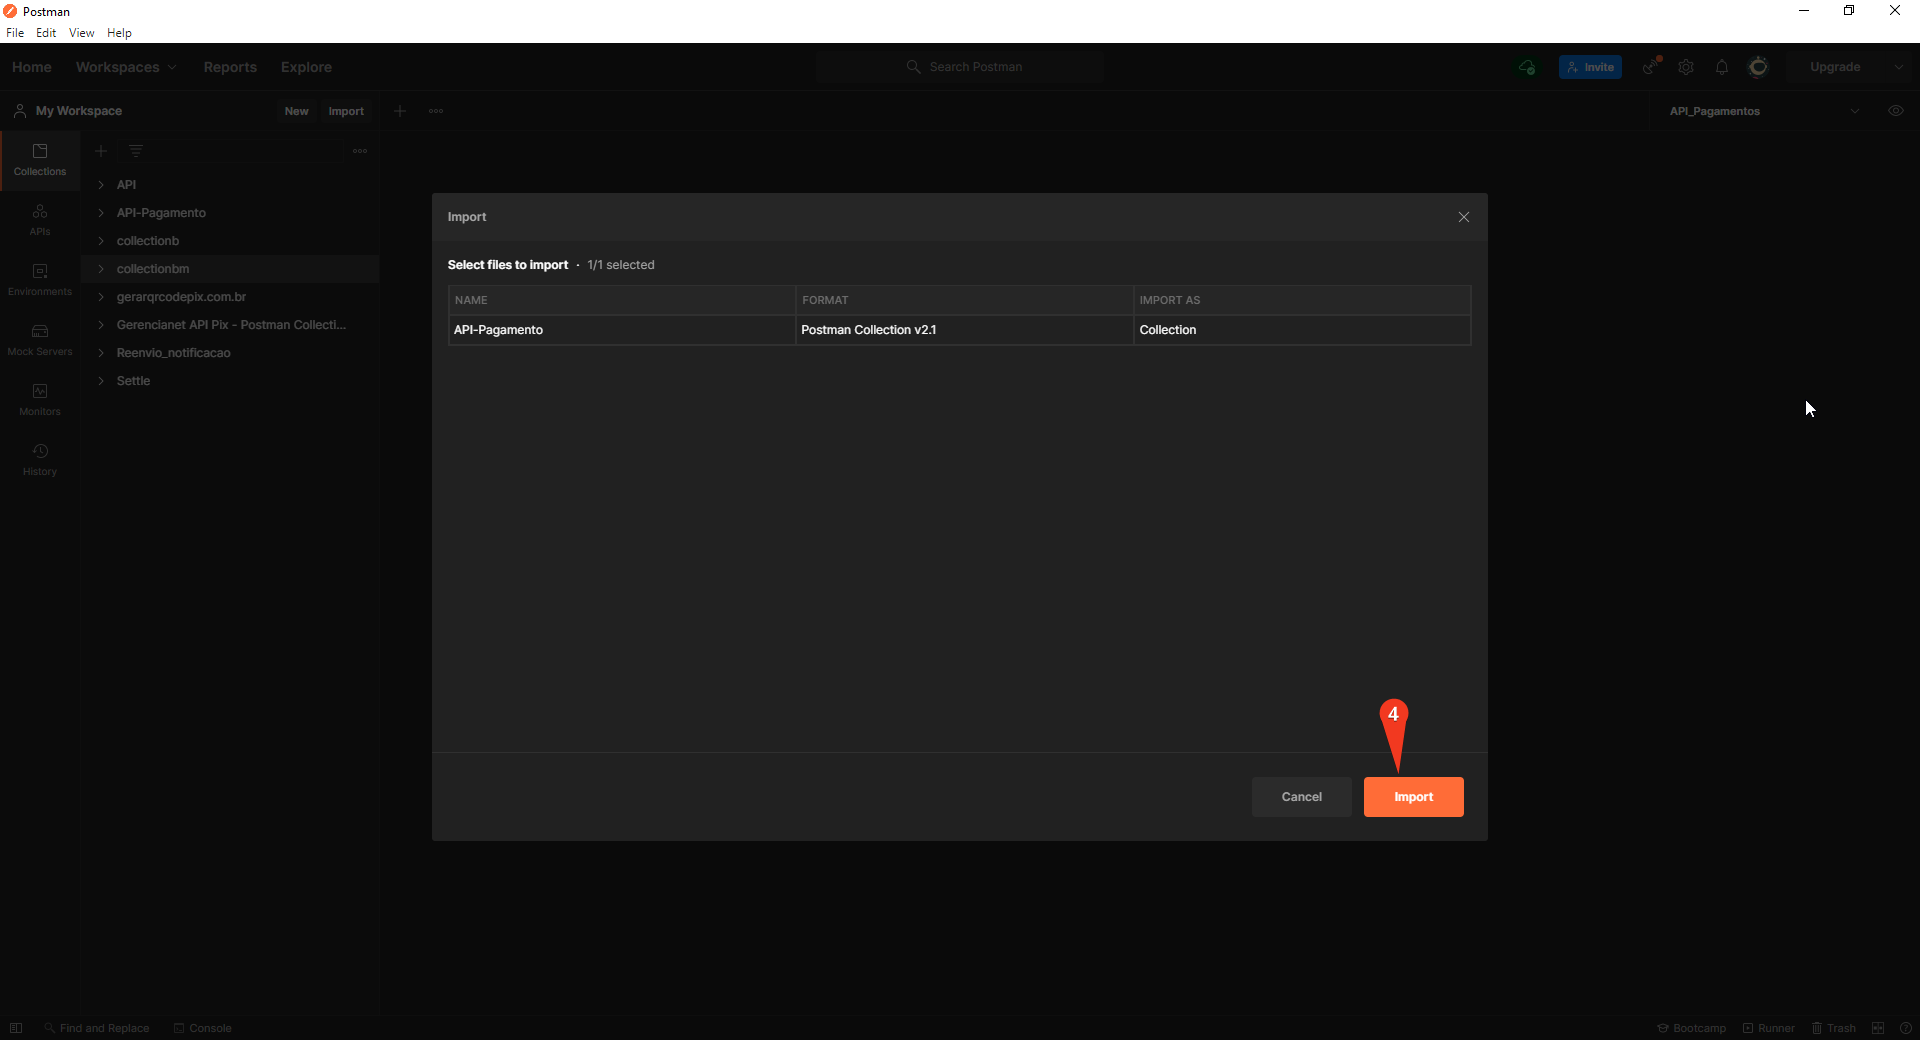 Postman
File Edit View Help
Home Workspaces Reports Explore Search Postman Invite Upgrade
My Workspace New Import API_Pagamentos
Collections
APIs
Environments
Mock Servers
Monitors
History
API
API-Pagamento
collectionb
collectionbm
gerarqrcodepix.com.br
Gerencianet API Pix - Postman Collecti...
Reenvio_notificacao
Settle
Import
Select files to import · 1/1 selected
NAME FORMAT IMPORT AS
API-Pagamento Postman Collection v2.1 Collection
4
Cancel Import
Find and Replace Console Bootcamp Runner Trash